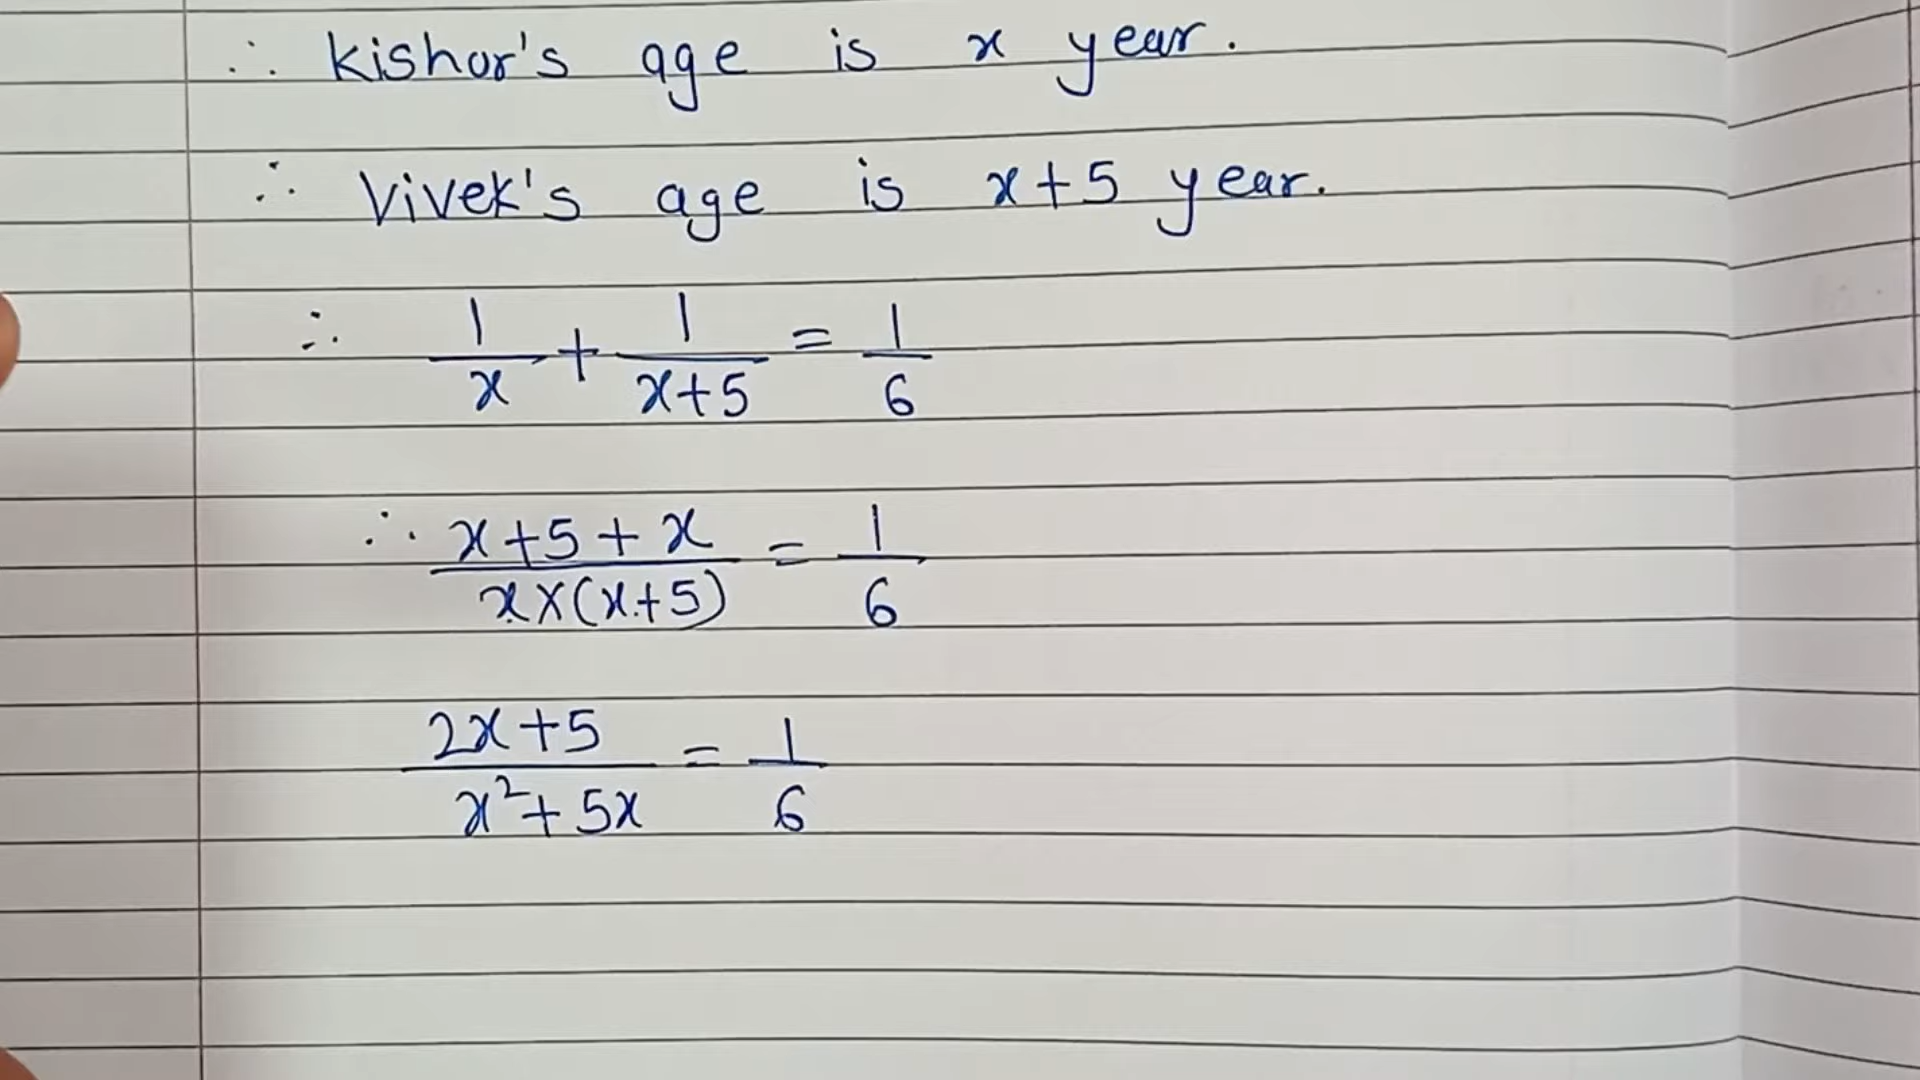 ∴ kishor's age is x year.
∴ Vivek's age is x+5 year.
∴ 1/x + 1/x+5 = 1/6
∴ x+5+x/x×(x+5) = 1/6
2x+5/x²+5x = 1/6